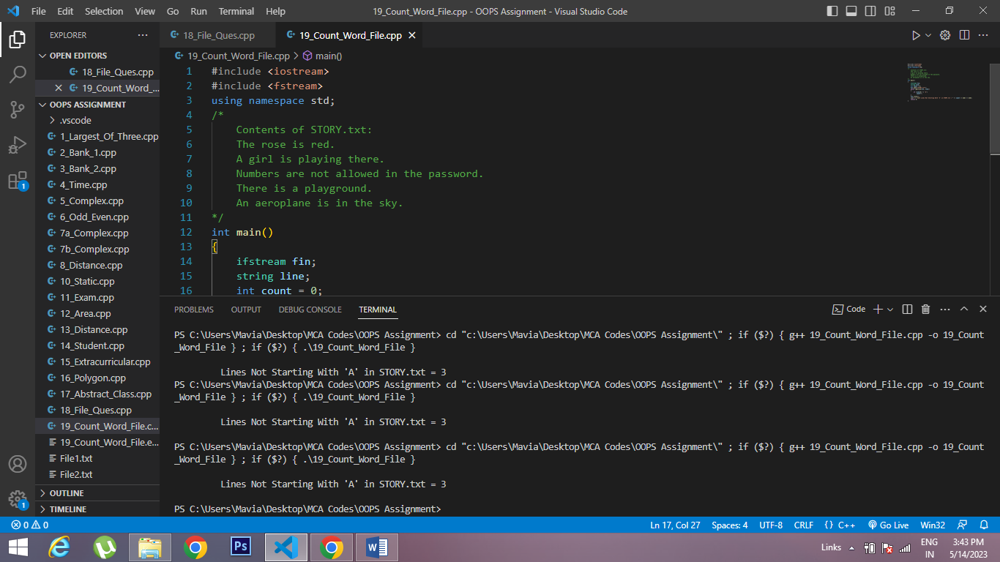 File Edit Selection View Go Run Terminal Help 19_Count_Word_File.cpp - OOPS Assignment - Visual Studio Code
EXPLORER
18_File_Ques.cpp 19_Count_Word_File.cpp
OPEN EDITORS
18_File_Ques.cpp
19_Count_Word_...
OOPS ASSIGNMENT
.vscode
1_Largest_Of_Three.cpp
2_Bank_1.cpp
3_Bank_2.cpp
4_Time.cpp
5_Complex.cpp
6_Odd_Even.cpp
7a_Complex.cpp
7b_Complex.cpp
8_Distance.cpp
10_Static.cpp
11_Exam.cpp
12_Area.cpp
13_Distance.cpp
14_Student.cpp
15_Extracurricular.cpp
16_Polygon.cpp
17_Abstract_Class.cpp
18_File_Ques.cpp
19_Count_Word_File.c...
19_Count_Word_File.e...
File1.txt
File2.txt
OUTLINE
TIMELINE
1
1
19_Count_Word_File.cpp > main()
1 #include <iostream>
2 #include <fstream>
3 using namespace std;
4 /*
5 Contents of STORY.txt:
6 The rose is red.
7 A girl is playing there.
8 Numbers are not allowed in the password.
9 There is a playground.
10 An aeroplane is in the sky.
11 */
12 int main()
13 {
14 ifstream fin;
15 string line;
16 int count = 0;
PROBLEMS OUTPUT DEBUG CONSOLE TERMINAL Code
PS C:\Users\Mavia\Desktop\MCA Codes\OOPS Assignment> cd "c:\Users\Mavia\Desktop\MCA Codes\OOPS Assignment\" ; if ($?) { g++ 19_Count_Word_File.cpp -o 19_Count
_Word_File } ; if ($?) { .\19_Count_Word_File }
Lines Not Starting With 'A' in STORY.txt = 3
PS C:\Users\Mavia\Desktop\MCA Codes\OOPS Assignment> cd "c:\Users\Mavia\Desktop\MCA Codes\OOPS Assignment\" ; if ($?) { g++ 19_Count_Word_File.cpp -o 19_Count
_Word_File } ; if ($?) { .\19_Count_Word_File }
Lines Not Starting With 'A' in STORY.txt = 3
PS C:\Users\Mavia\Desktop\MCA Codes\OOPS Assignment> cd "c:\Users\Mavia\Desktop\MCA Codes\OOPS Assignment\" ; if ($?) { g++ 19_Count_Word_File.cpp -o 19_Count
_Word_File } ; if ($?) { .\19_Count_Word_File }
Lines Not Starting With 'A' in STORY.txt = 3
PS C:\Users\Mavia\Desktop\MCA Codes\OOPS Assignment>
0 0 Ln 17, Col 27 Spaces: 4 UTF-8 CRLF {} C++ Go Live Win32
Ps Links ENG 3:43 PM
IN 5/14/2023